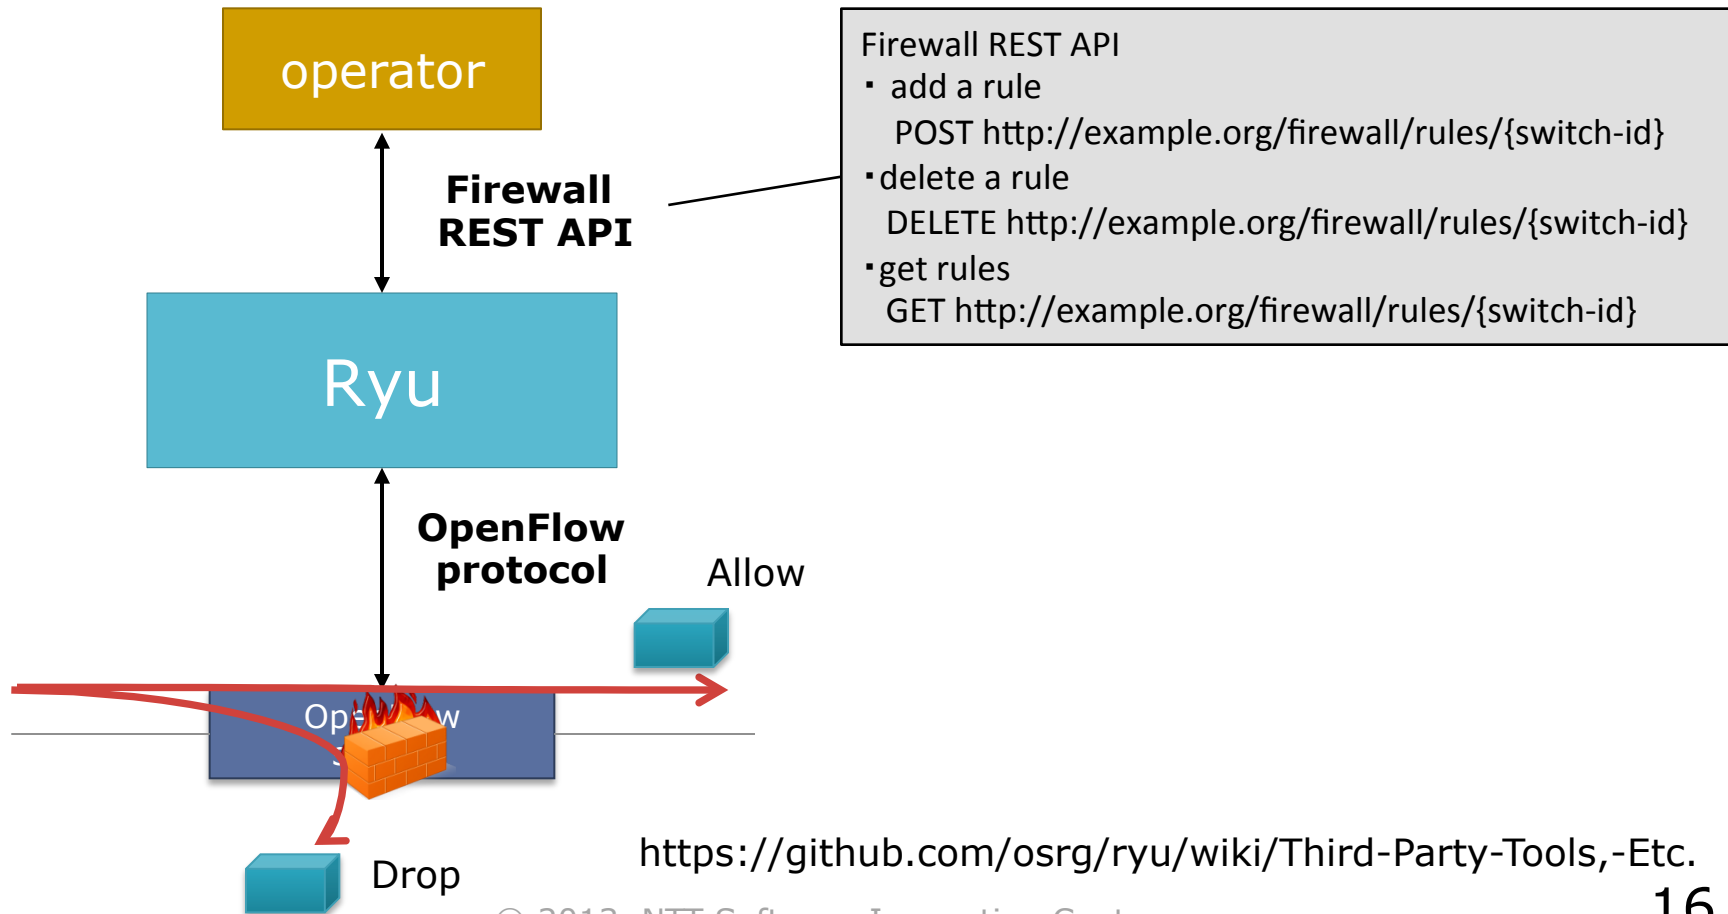 operator
Firewall
REST API
Firewall REST API
・ add a rule
POST http://example.org/firewall/rules/{switch-id}
・delete a rule
DELETE http://example.org/firewall/rules/{switch-id}
・get rules
GET http://example.org/firewall/rules/{switch-id}
Ryu
OpenFlow
protocol
Allow
Drop
https://github.com/osrg/ryu/wiki/Third-Party-Tools,-Etc.
16